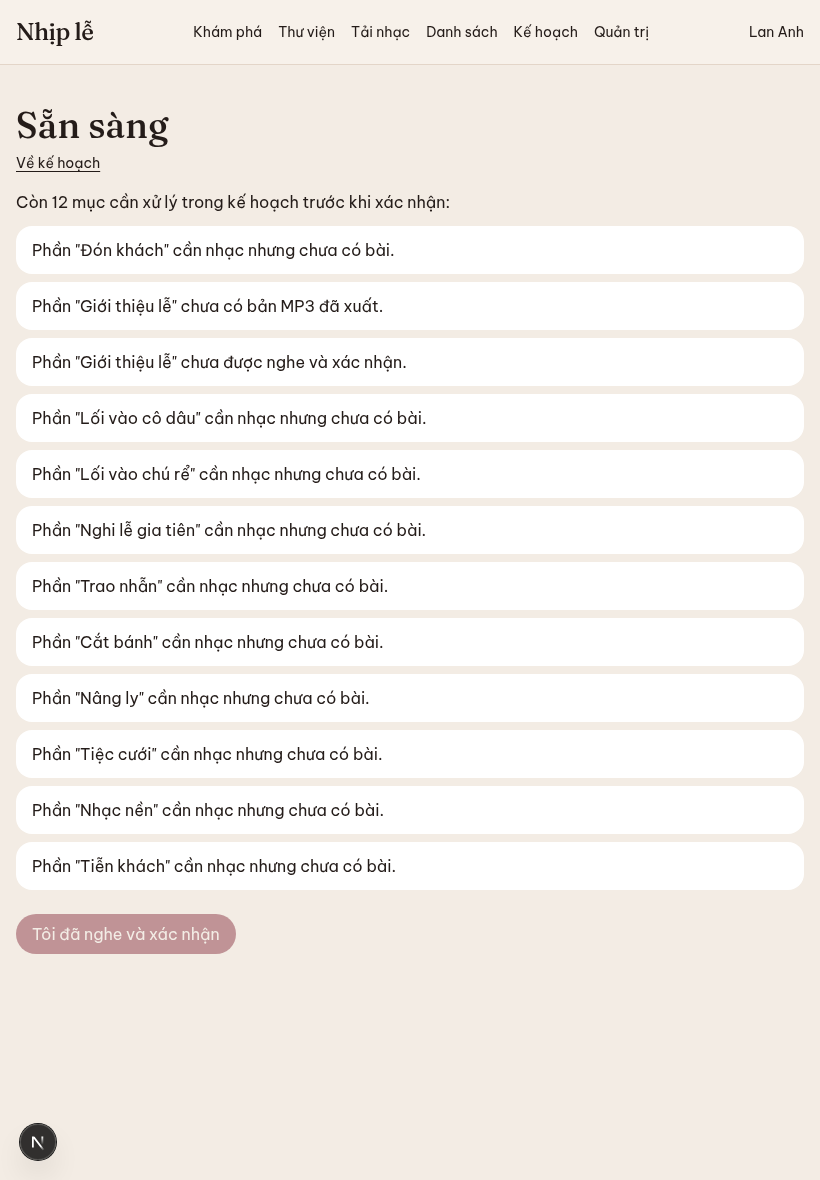 Nhịp lễ
Khám phá
Thư viện
Tải nhạc
Danh sách
Kế hoạch
Quản trị
Lan Anh
Sẵn sàng
Về kế hoạch
Còn 12 mục cần xử lý trong kế hoạch trước khi xác nhận:
Phần "Đón khách" cần nhạc nhưng chưa có bài.
Phần "Giới thiệu lễ" chưa có bản MP3 đã xuất.
Phần "Giới thiệu lễ" chưa được nghe và xác nhận.
Phần "Lối vào cô dâu" cần nhạc nhưng chưa có bài.
Phần "Lối vào chú rể" cần nhạc nhưng chưa có bài.
Phần "Nghi lễ gia tiên" cần nhạc nhưng chưa có bài.
Phần "Trao nhẫn" cần nhạc nhưng chưa có bài.
Phần "Cắt bánh" cần nhạc nhưng chưa có bài.
Phần "Nâng ly" cần nhạc nhưng chưa có bài.
Phần "Tiệc cưới" cần nhạc nhưng chưa có bài.
Phần "Nhạc nền" cần nhạc nhưng chưa có bài.
Phần "Tiễn khách" cần nhạc nhưng chưa có bài.
Tôi đã nghe và xác nhận
N